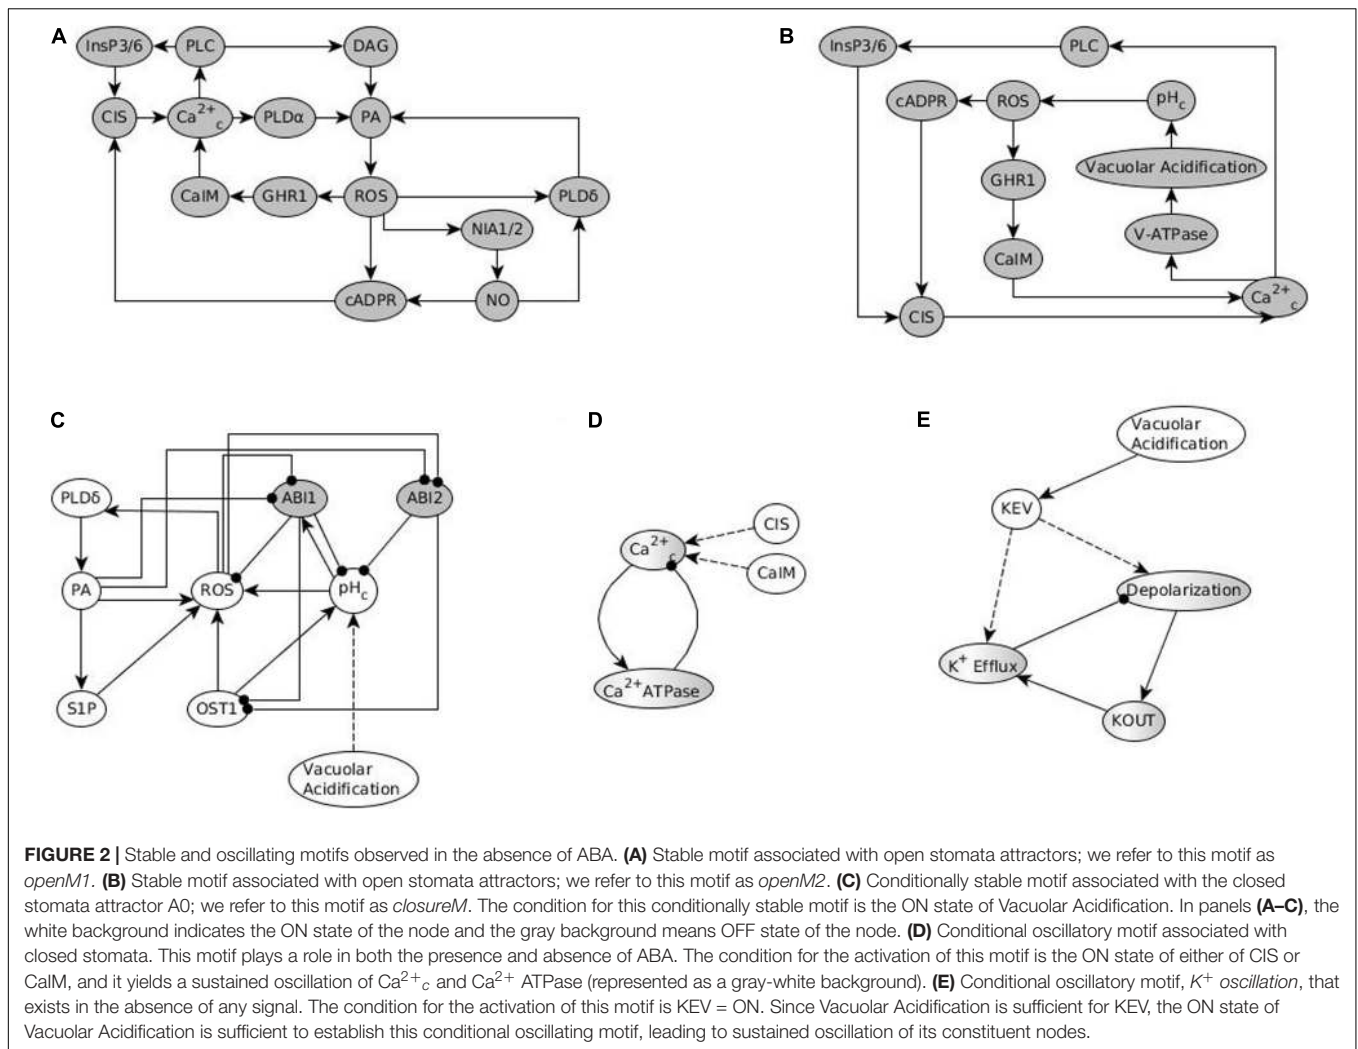 A
InsP3/6
PLC
DAG
CIS
Ca2+c
PLDα
PA
CaIM
GHR1
ROS
PLDδ
NIA1/2
cADPR
NO
B
InsP3/6
PLC
cADPR
ROS
pHc
GHR1
Vacuolar Acidification
V-ATPase
CaIM
Ca2+c
CIS
C
PLDδ
ABI1
ABI2
PA
ROS
pHc
S1P
OST1
Vacuolar
Acidification
D
CIS
Ca2+c
CaIM
Ca2+ATPase
E
Vacuolar
Acidification
KEV
Depolarization
K+ Efflux
KOUT
FIGURE 2 | Stable and oscillating motifs observed in the absence of ABA. (A) Stable motif associated with open stomata attractors; we refer to this motif as
openM1. (B) Stable motif associated with open stomata attractors; we refer to this motif as openM2. (C) Conditionally stable motif associated with the closed
stomata attractor A0; we refer to this motif as closureM. The condition for this conditionally stable motif is the ON state of Vacuolar Acidification. In panels (A–C), the
white background indicates the ON state of the node and the gray background means OFF state of the node. (D) Conditional oscillatory motif associated with
closed stomata. This motif plays a role in both the presence and absence of ABA. The condition for the activation of this motif is the ON state of either of CIS or
CaIM, and it yields a sustained oscillation of Ca2+c and Ca2+ ATPase (represented as a gray-white background). (E) Conditional oscillatory motif, K+ oscillation, that
exists in the absence of any signal. The condition for the activation of this motif is KEV = ON. Since Vacuolar Acidification is sufficient for KEV, the ON state of
Vacuolar Acidification is sufficient to establish this conditional oscillating motif, leading to sustained oscillation of its constituent nodes.